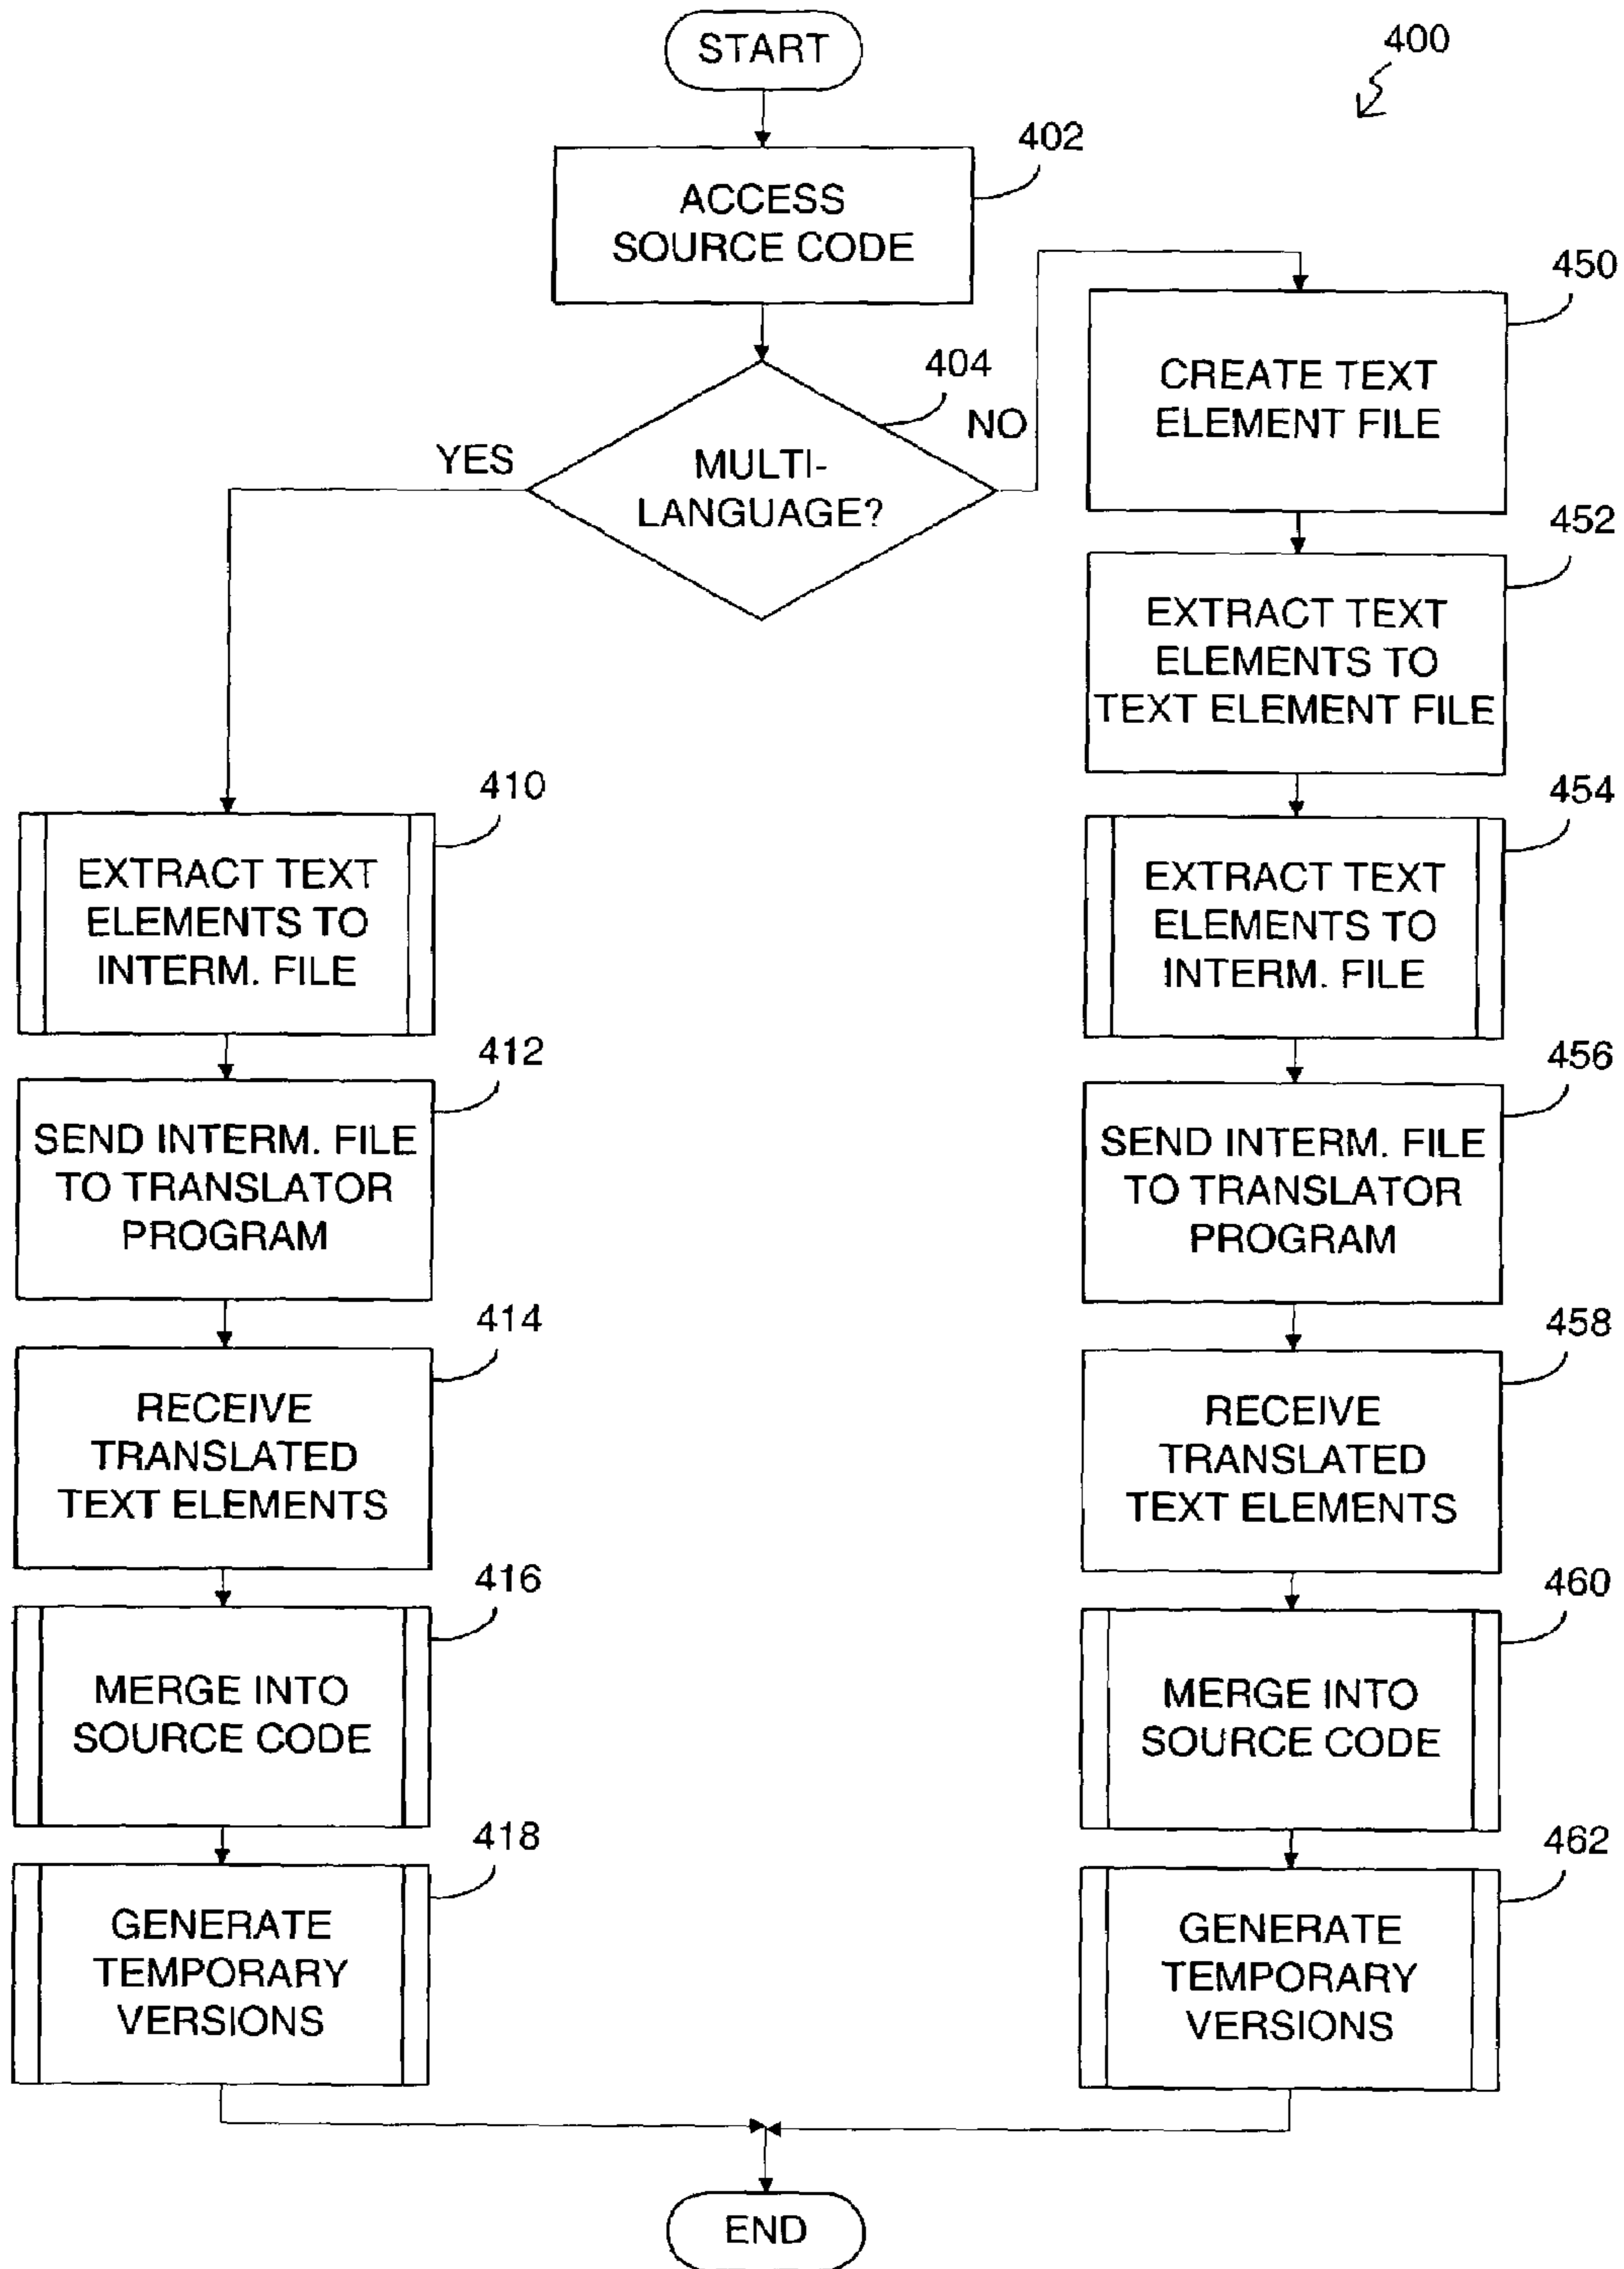 START
400
402
ACCESS
SOURCE CODE
404
YES
NO
MULTI-
LANGUAGE?
410
EXTRACT TEXT
ELEMENTS TO
INTERM. FILE
412
SEND INTERM. FILE
TO TRANSLATOR
PROGRAM
414
RECEIVE
TRANSLATED
TEXT ELEMENTS
416
MERGE INTO
SOURCE CODE
418
GENERATE
TEMPORARY
VERSIONS
450
CREATE TEXT
ELEMENT FILE
452
EXTRACT TEXT
ELEMENTS TO
TEXT ELEMENT FILE
454
EXTRACT TEXT
ELEMENTS TO
INTERM. FILE
456
SEND INTERM. FILE
TO TRANSLATOR
PROGRAM
458
RECEIVE
TRANSLATED
TEXT ELEMENTS
460
MERGE INTO
SOURCE CODE
462
GENERATE
TEMPORARY
VERSIONS
END